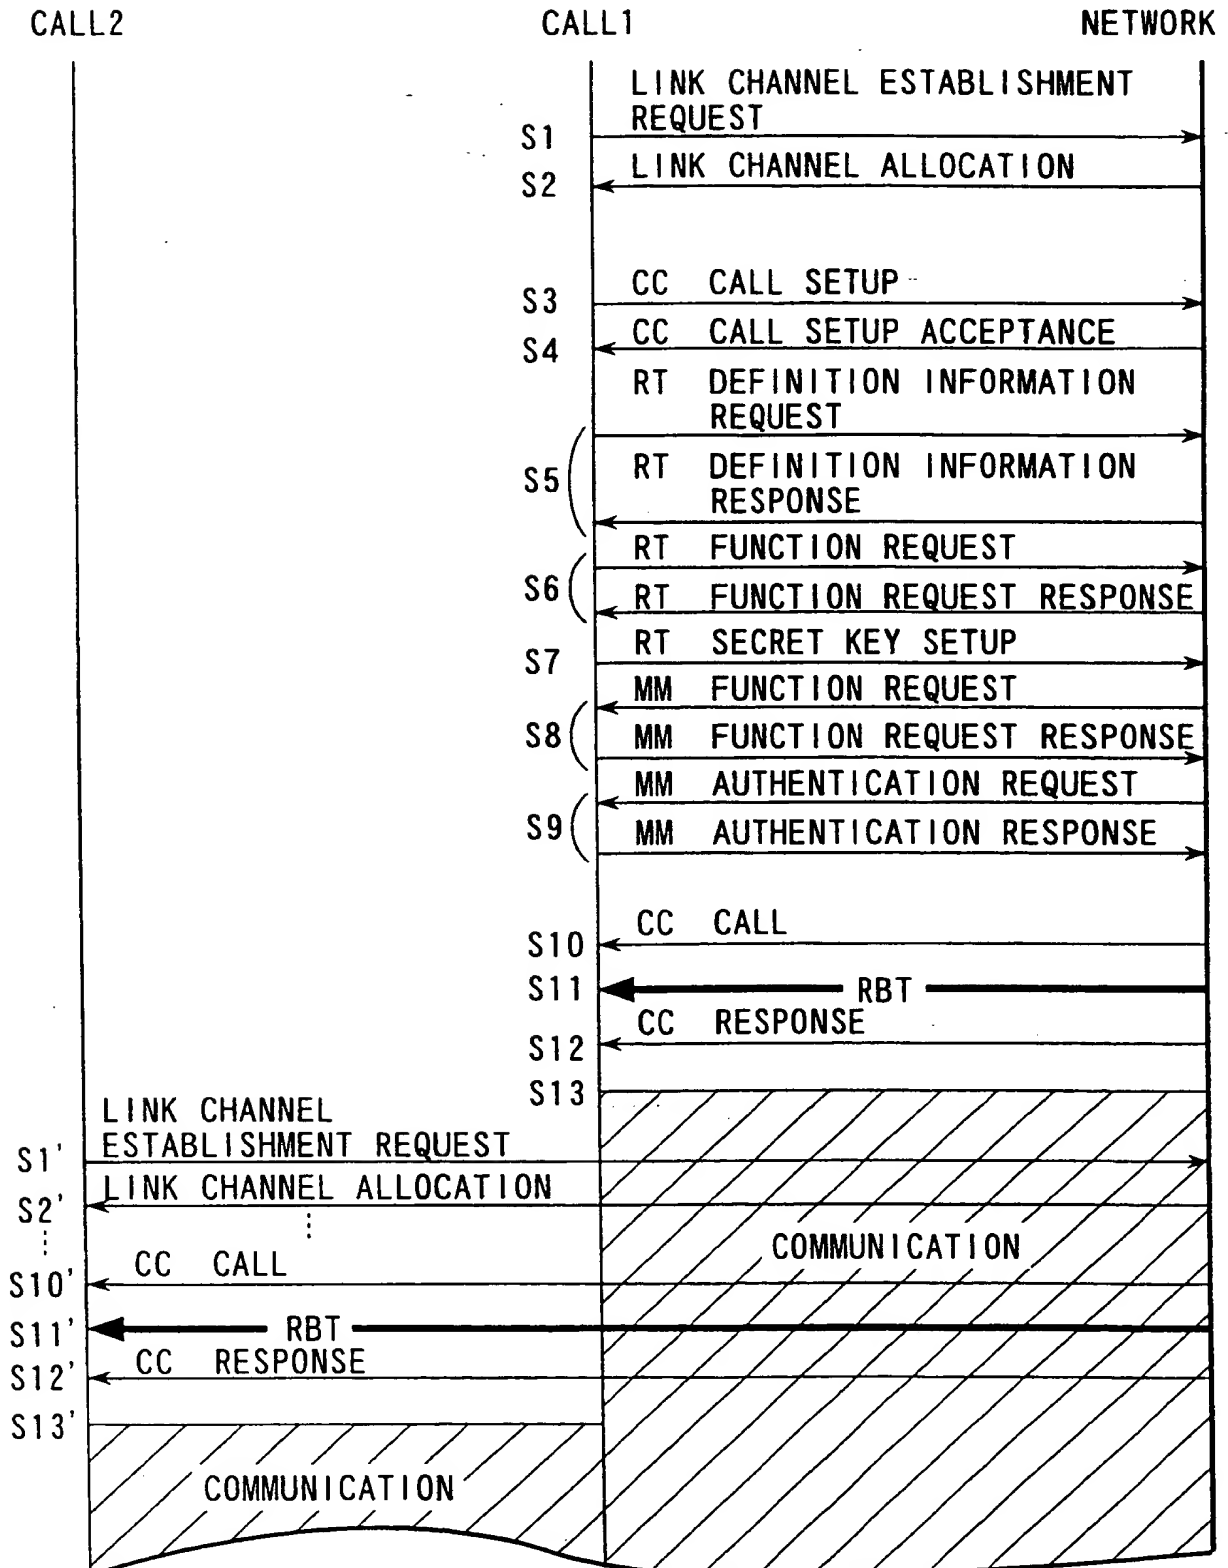 CALL2 CALL1 NETWORK
LINK CHANNEL ESTABLISHMENT
REQUEST
S1
LINK CHANNEL ALLOCATION
S2
CC CALL SETUP
S3
CC CALL SETUP ACCEPTANCE
S4
RT DEFINITION INFORMATION
REQUEST
S5
RT DEFINITION INFORMATION
RESPONSE
RT FUNCTION REQUEST
S6
RT FUNCTION REQUEST RESPONSE
RT SECRET KEY SETUP
S7
MM FUNCTION REQUEST
S8
MM FUNCTION REQUEST RESPONSE
MM AUTHENTICATION REQUEST
S9
MM AUTHENTICATION RESPONSE
CC CALL
S10
S11 RBT
CC RESPONSE
S12
S13
LINK CHANNEL
ESTABLISHMENT REQUEST
S1'
LINK CHANNEL ALLOCATION
S2'
COMMUNICATION
CC CALL
S10'
S11' RBT
CC RESPONSE
S12'
S13'
COMMUNICATION